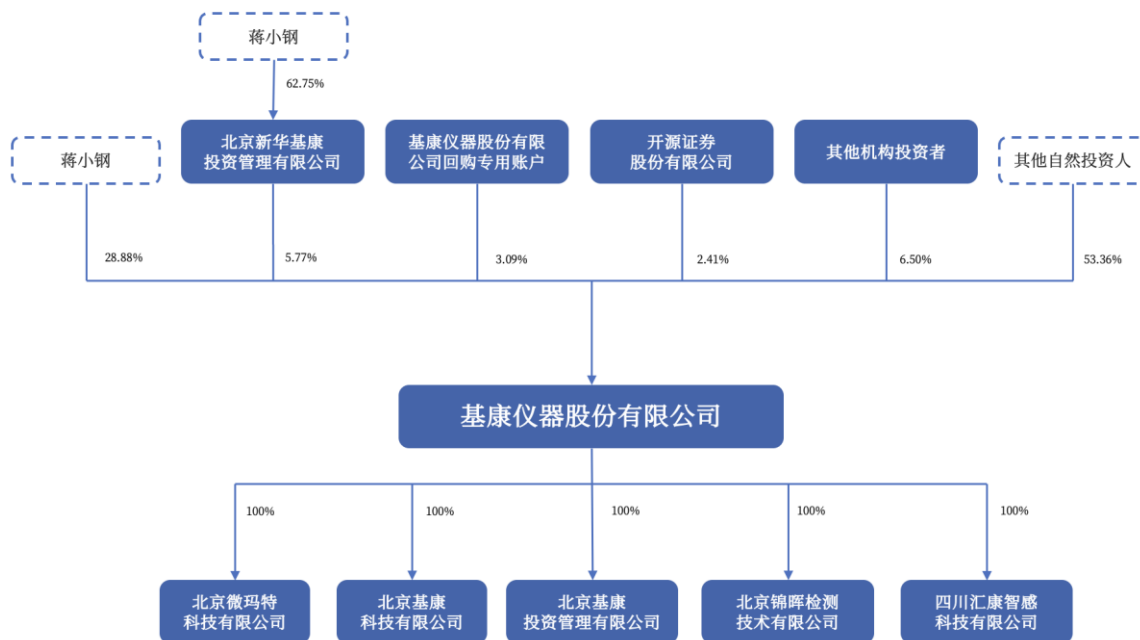 蒋小钢
62.75%
蒋小钢
北京新华基康
投资管理有限公司
基康仪器股份有限
公司回购专用账户
开源证券
股份有限公司
其他机构投资者
其他自然投资人
28.88%
5.77%
3.09%
2.41%
6.50%
53.36%
基康仪器股份有限公司
100%
100%
100%
100%
100%
北京微玛特
科技有限公司
北京基康
科技有限公司
北京基康
投资管理有限公司
北京锦晖检测
技术有限公司
四川汇康智感
科技有限公司